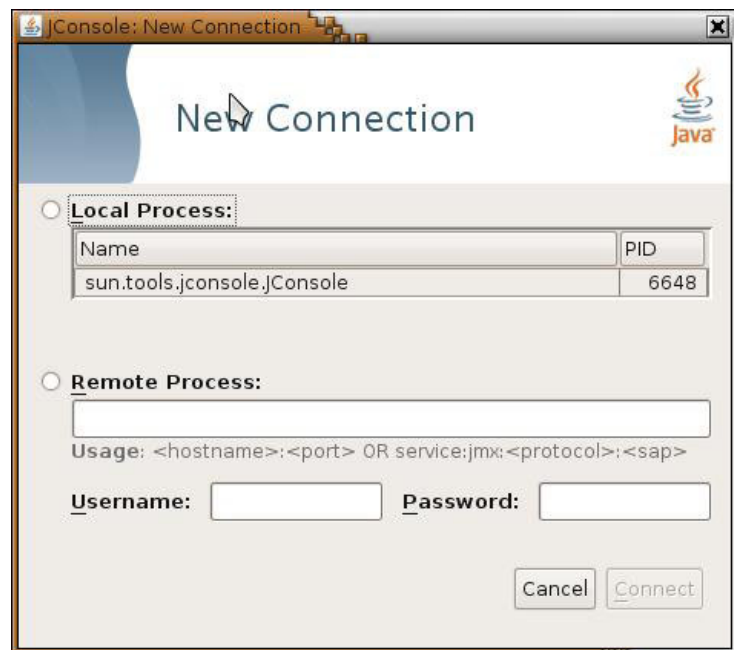 JConsole: New Connection
New Connection
Java
Local Process:
Name PID
sun.tools.jconsole.JConsole 6648
Remote Process:
Usage: <hostname>:<port> OR service:jmx:<protocol>:<sap>
Username: Password:
Cancel Connect